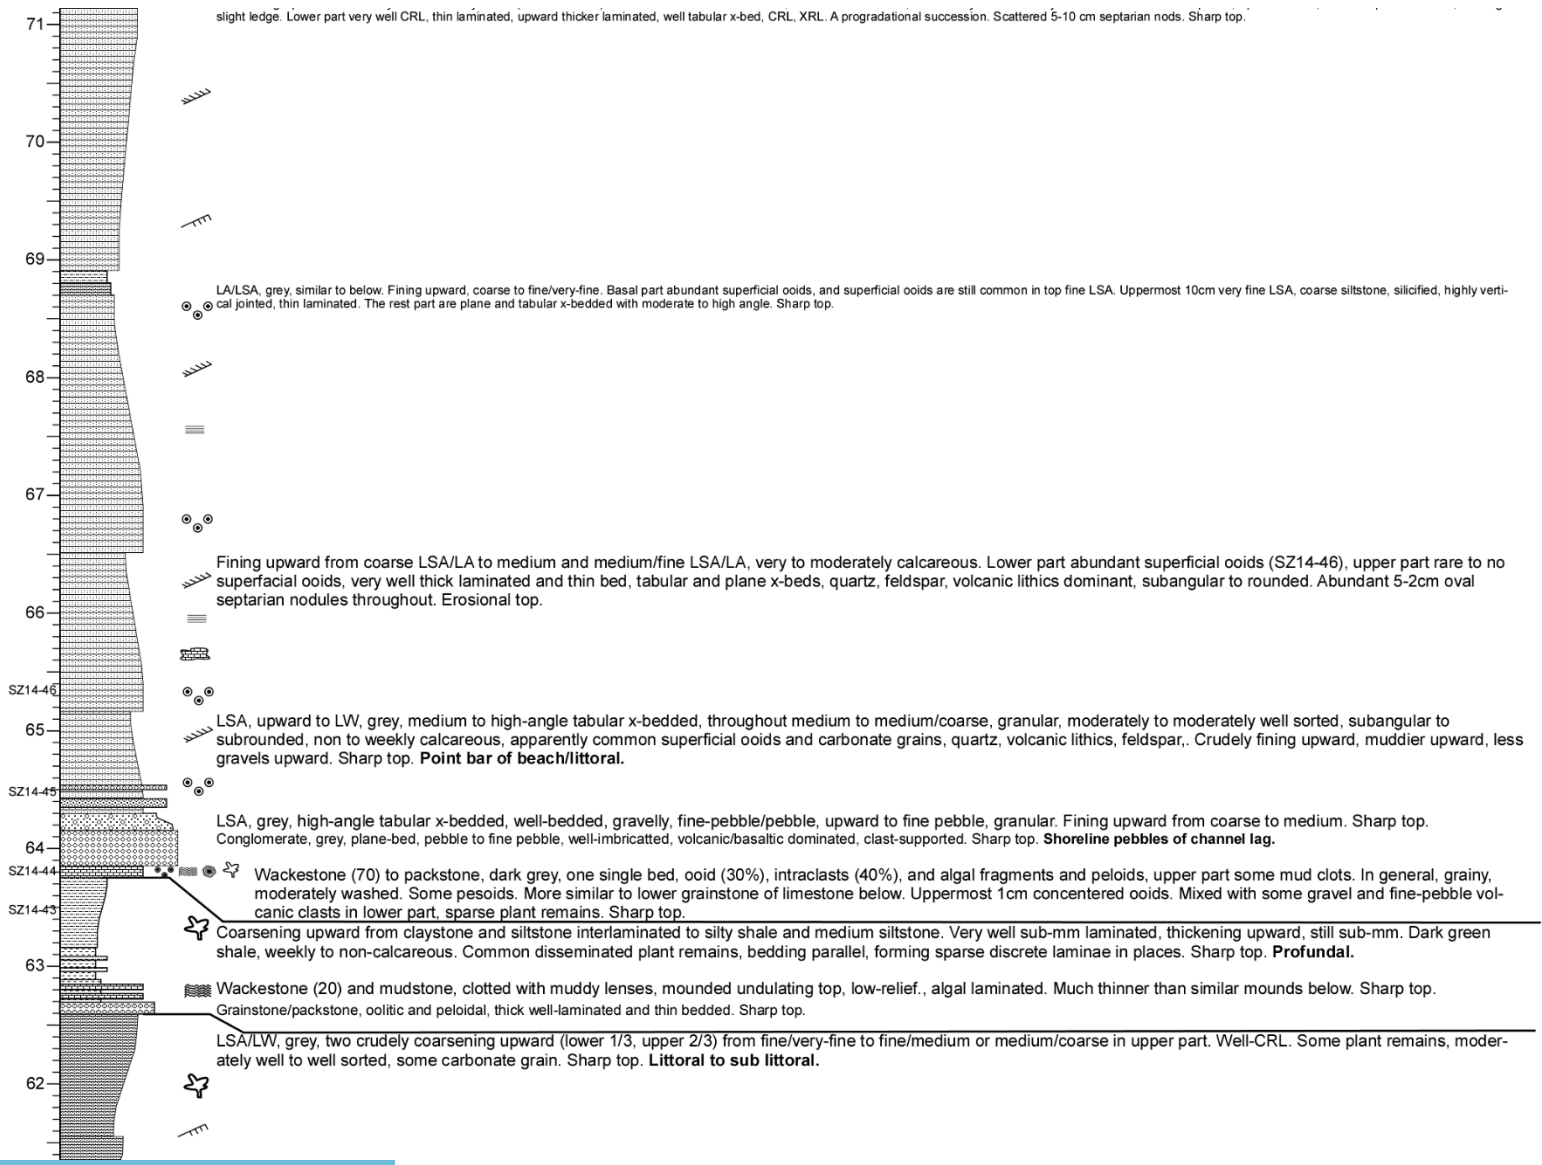 slight ledge. Lower part very well CRL, thin laminated, upward thicker laminated, well tabular x-bed, CRL, XRL. A progradational succession. Scattered 5-10 cm septarian nods. Sharp top.
71
70
69
LA/LSA, grey, similar to below. Fining upward, coarse to fine/very-fine. Basal part abundant superficial ooids, and superficial ooids are still common in top fine LSA. Uppermost 10cm very fine LSA, coarse siltstone, silicified, highly verti-
cal jointed, thin laminated. The rest part are plane and tabular x-bedded with moderate to high angle. Sharp top.
68
67
Fining upward from coarse LSA/LA to medium and medium/fine LSA/LA, very to moderately calcareous. Lower part abundant superficial ooids (SZ14-46), upper part rare to no
superfacial ooids, very well thick laminated and thin bed, tabular and plane x-beds, quartz, feldspar, volcanic lithics dominant, subangular to rounded. Abundant 5-2cm oval
septarian nodules throughout. Erosional top.
66
SZ14-46
LSA, upward to LW, grey, medium to high-angle tabular x-bedded, throughout medium to medium/coarse, granular, moderately to moderately well sorted, subangular to
65
subrounded, non to weekly calcareous, apparently common superficial ooids and carbonate grains, quartz, volcanic lithics, feldspar,. Crudely fining upward, muddier upward, less
gravels upward. Sharp top. Point bar of beach/littoral.
SZ14-45
LSA, grey, high-angle tabular x-bedded, well-bedded, gravelly, fine-pebble/pebble, upward to fine pebble, granular. Fining upward from coarse to medium. Sharp top.
Conglomerate, grey, plane-bed, pebble to fine pebble, well-imbricatted, volcanic/basaltic dominated, clast-supported. Sharp top. Shoreline pebbles of channel lag.
64
SZ14-44
Wackestone (70) to packstone, dark grey, one single bed, ooid (30%), intraclasts (40%), and algal fragments and peloids, upper part some mud clots. In general, grainy,
moderately washed. Some pesoids. More similar to lower grainstone of limestone below. Uppermost 1cm concentered ooids. Mixed with some gravel and fine-pebble vol-
canic clasts in lower part, sparse plant remains. Sharp top.
SZ14-43
Coarsening upward from claystone and siltstone interlaminated to silty shale and medium siltstone. Very well sub-mm laminated, thickening upward, still sub-mm. Dark green
shale, weekly to non-calcareous. Common disseminated plant remains, bedding parallel, forming sparse discrete laminae in places. Sharp top. Profundal.
63
Wackestone (20) and mudstone, clotted with muddy lenses, mounded undulating top, low-relief., algal laminated. Much thinner than similar mounds below. Sharp top.
Grainstone/packstone, oolitic and peloidal, thick well-laminated and thin bedded. Sharp top.
LSA/LW, grey, two crudely coarsening upward (lower 1/3, upper 2/3) from fine/very-fine to fine/medium or medium/coarse in upper part. Well-CRL. Some plant remains, moder-
ately well to well sorted, some carbonate grain. Sharp top. Littoral to sub littoral.
62